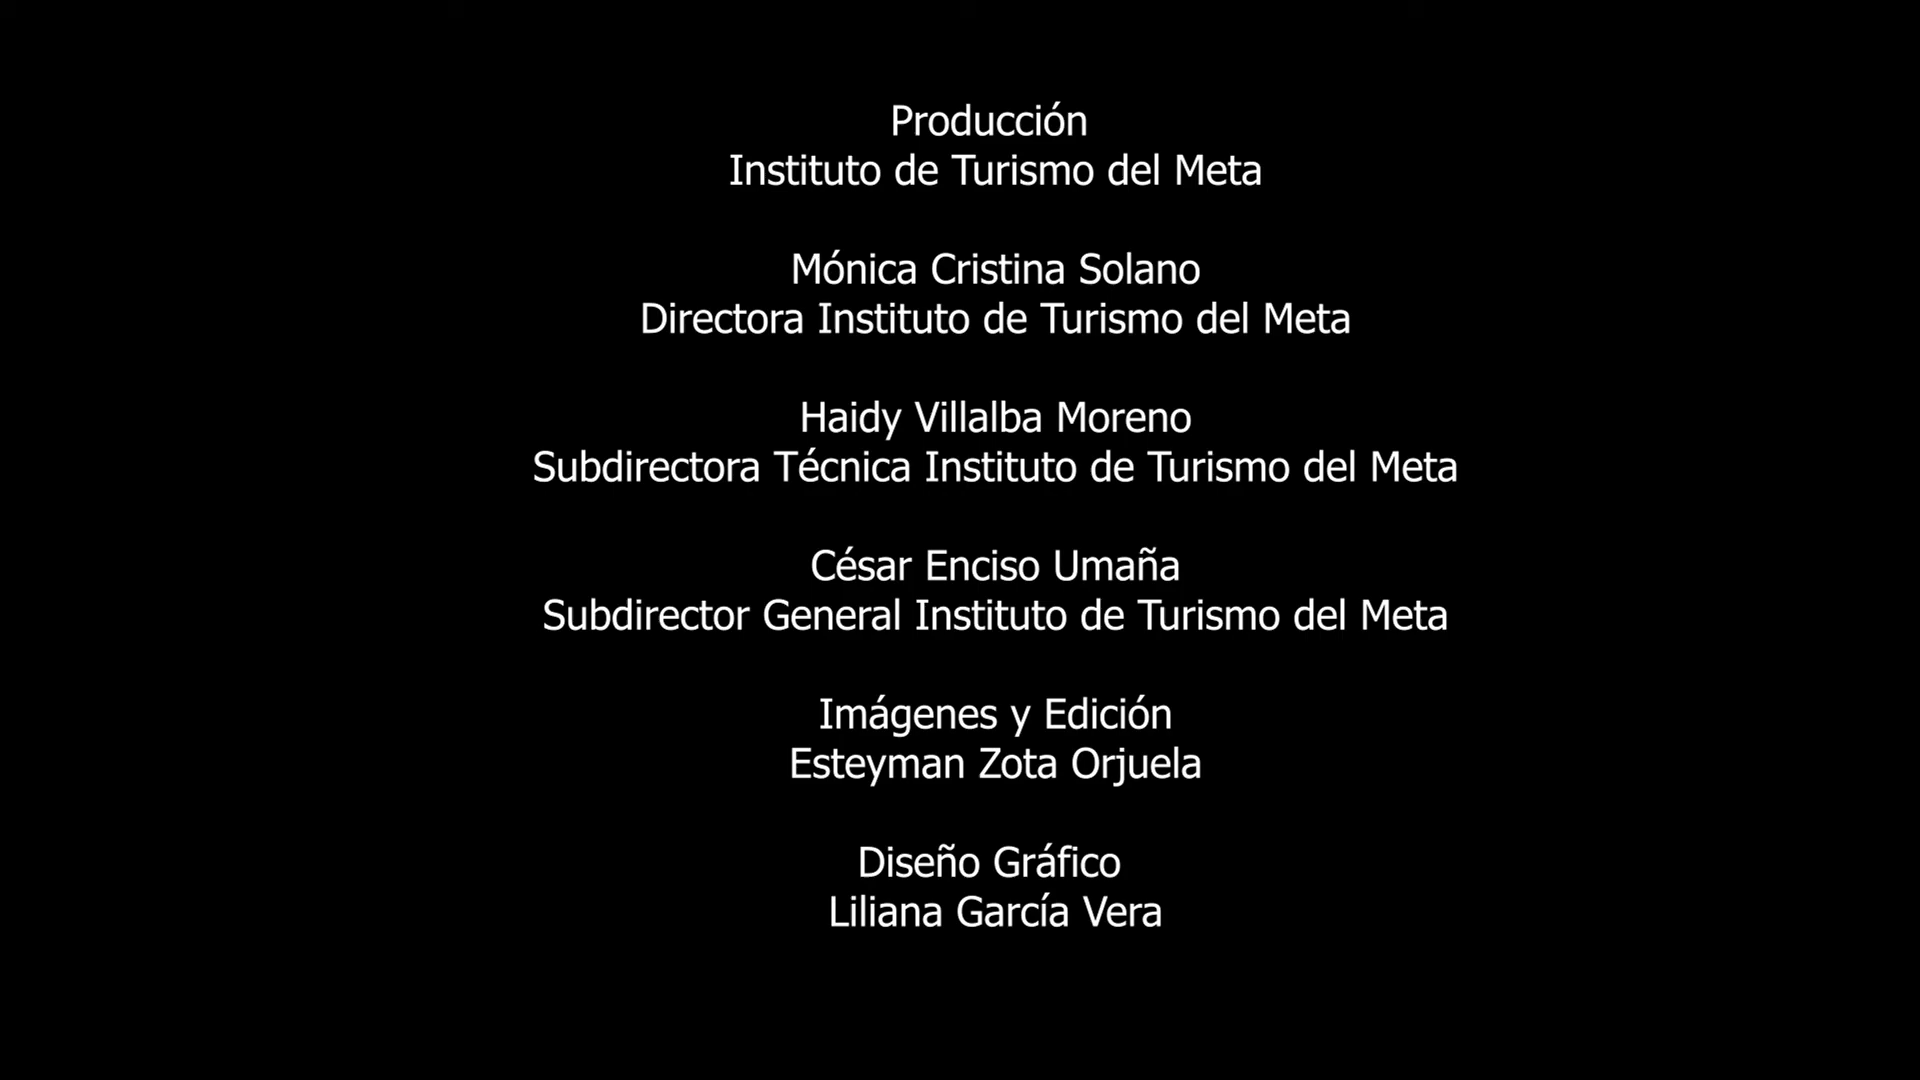 Producción
Instituto de Turismo del Meta
Mónica Cristina Solano
Directora Instituto de Turismo del Meta
Haidy Villalba Moreno
Subdirectora Técnica Instituto de Turismo del Meta
César Enciso Umaña
Subdirector General Instituto de Turismo del Meta
Imágenes y Edición
Esteyman Zota Orjuela
Diseño Gráfico
Liliana García Vera